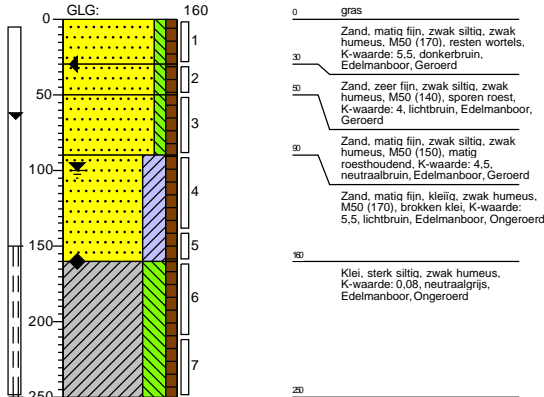 GLG: 160
0
50
100
150
200
250
1
2
3
4
5
6
7
0 gras
Zand, matig fijn, zwak siltig, zwak
humeus, M50 (170), resten wortels,
K-waarde: 5,5, donkerbruin,
Edelmanboor, Geroerd
30
Zand, zeer fijn, zwak siltig, zwak
humeus, M50 (140), sporen roest,
K-waarde: 4, lichtbruin, Edelmanboor,
Geroerd
50
Zand, matig fijn, zwak siltig, zwak
humeus, M50 (150), matig
roesthoudend, K-waarde: 4,5,
neutraalbruin, Edelmanboor, Geroerd
90
Zand, matig fijn, kleiïg, zwak humeus,
M50 (170), brokken klei, K-waarde:
5,5, lichtbruin, Edelmanboor, Ongeroerd
160
Klei, sterk siltig, zwak humeus,
K-waarde: 0,08, neutraalgrijs,
Edelmanboor, Ongeroerd
250